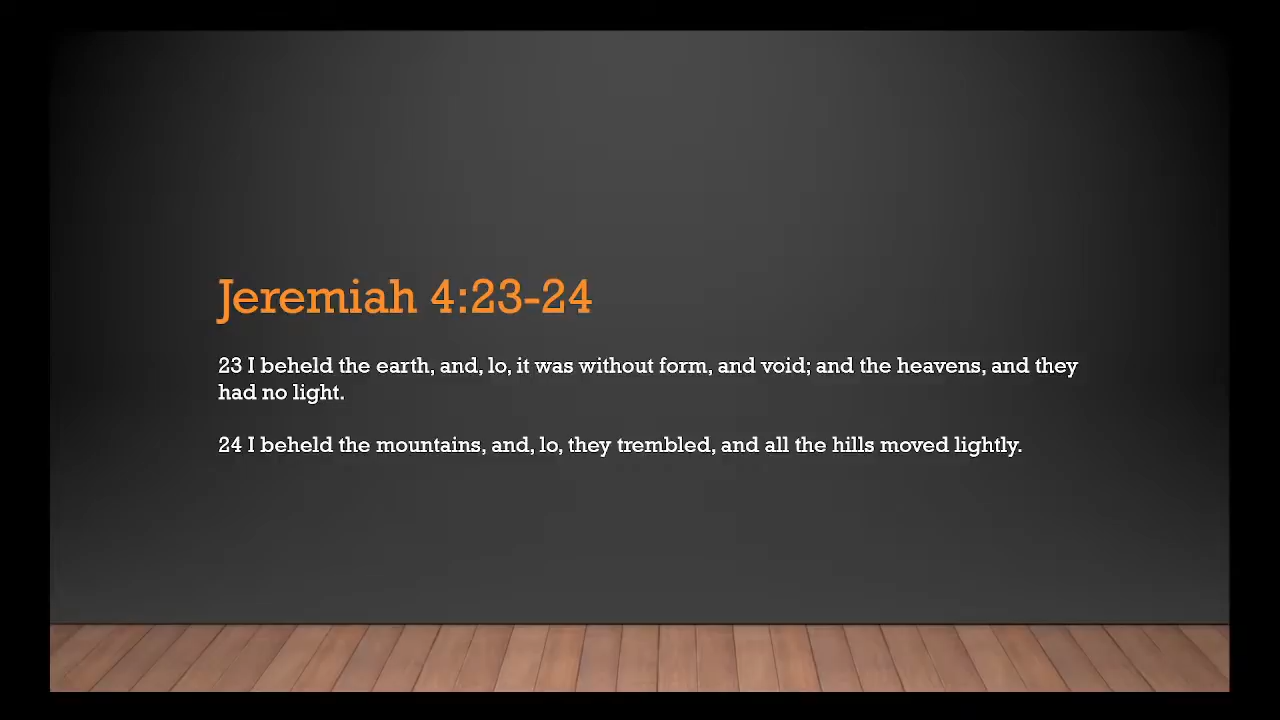 Jeremiah 4:23-24
23 I beheld the earth, and, lo, it was without form, and void; and the heavens, and they
had no light.
24 I beheld the mountains, and, lo, they trembled, and all the hills moved lightly.